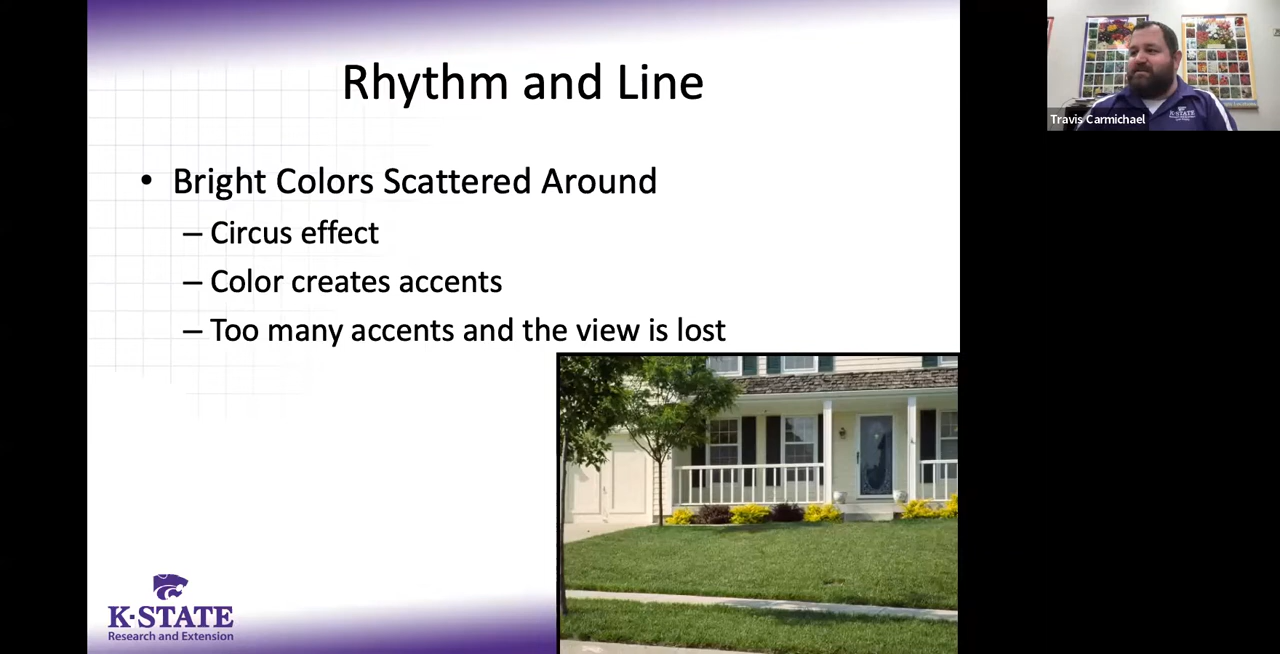 Rhythm and Line
• Bright Colors Scattered Around
– Circus effect
– Color creates accents
– Too many accents and the view is lost
K-STATE
Research and Extension
Travis Carmichael
K-STATE